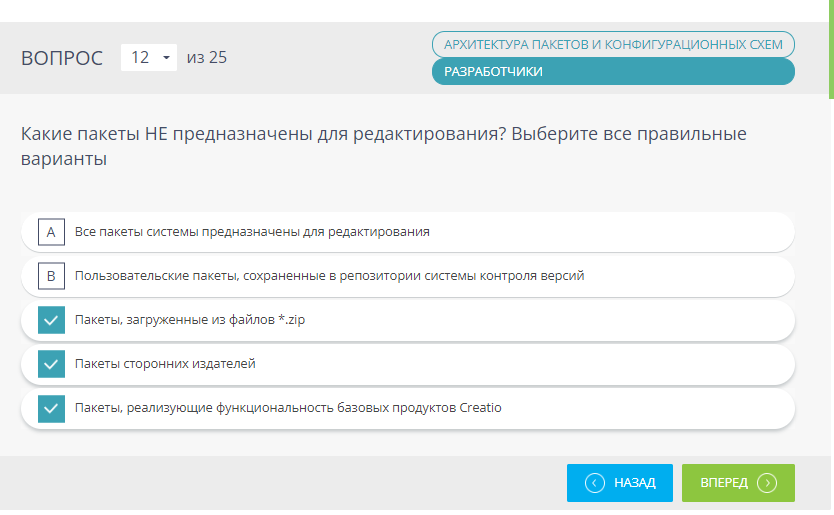 ВОПРОС 12 из 25
АРХИТЕКТУРА ПАКЕТОВ И КОНФИГУРАЦИОННЫХ СХЕМ
РАЗРАБОТЧИКИ
Какие пакеты НЕ предназначены для редактирования? Выберите все правильные
варианты
A Все пакеты системы предназначены для редактирования
B Пользовательские пакеты, сохраненные в репозитории системы контроля версий
Пакеты, загруженные из файлов *.zip
Пакеты сторонних издателей
Пакеты, реализующие функциональность базовых продуктов Creatio
НАЗАД ВПЕРЕД